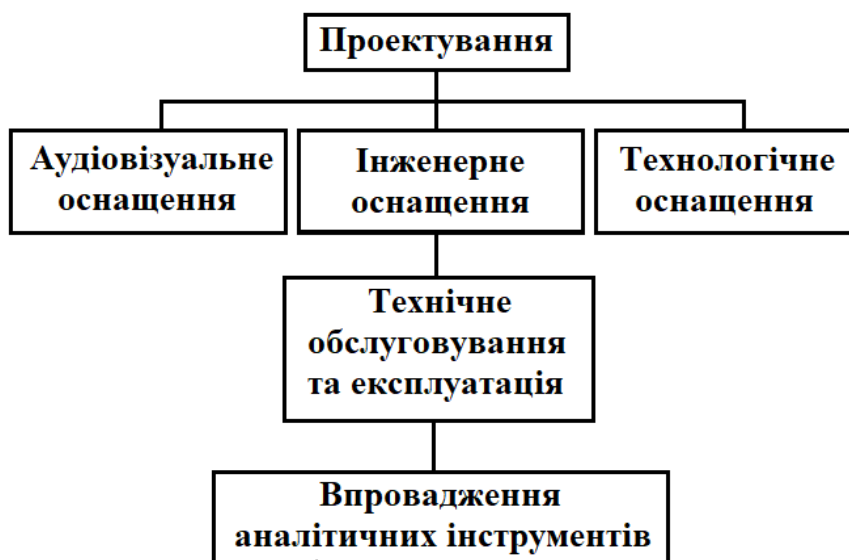 Проектування
Аудіовізуальне
оснащення
Інженерне
оснащення
Технологічне
оснащення
Технічне
обслуговування
та експлуатація
Впровадження
аналітичних інструментів